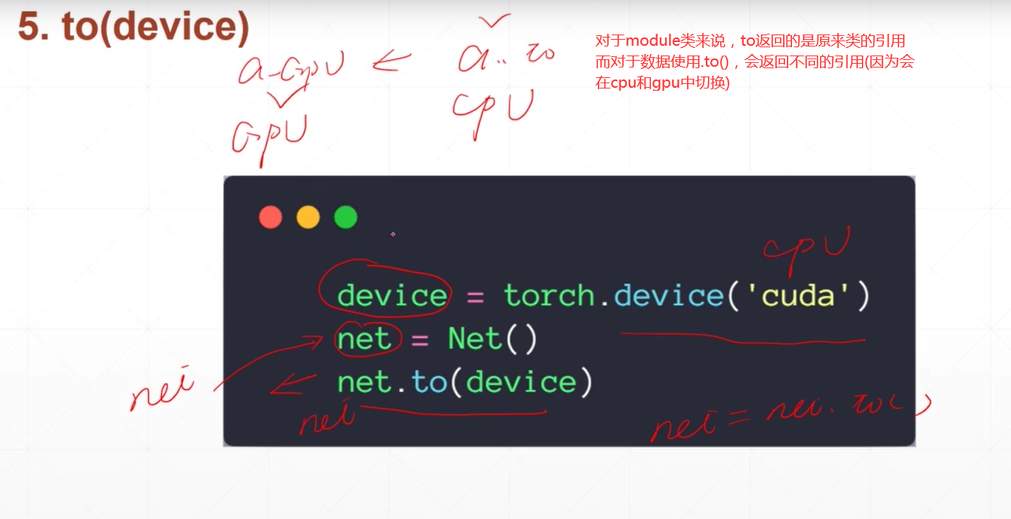 5. to(device)
a-GPU ← a.. to
GPU
CPU
对于module类来说，to返回的是原来类的引用
而对于数据使用.to()，会返回不同的引用(因为会
在cpu和gpu中切换)
cpU
device = torch.device('cuda')
net = Net()
net.to(device)
net
net
net = net.to()